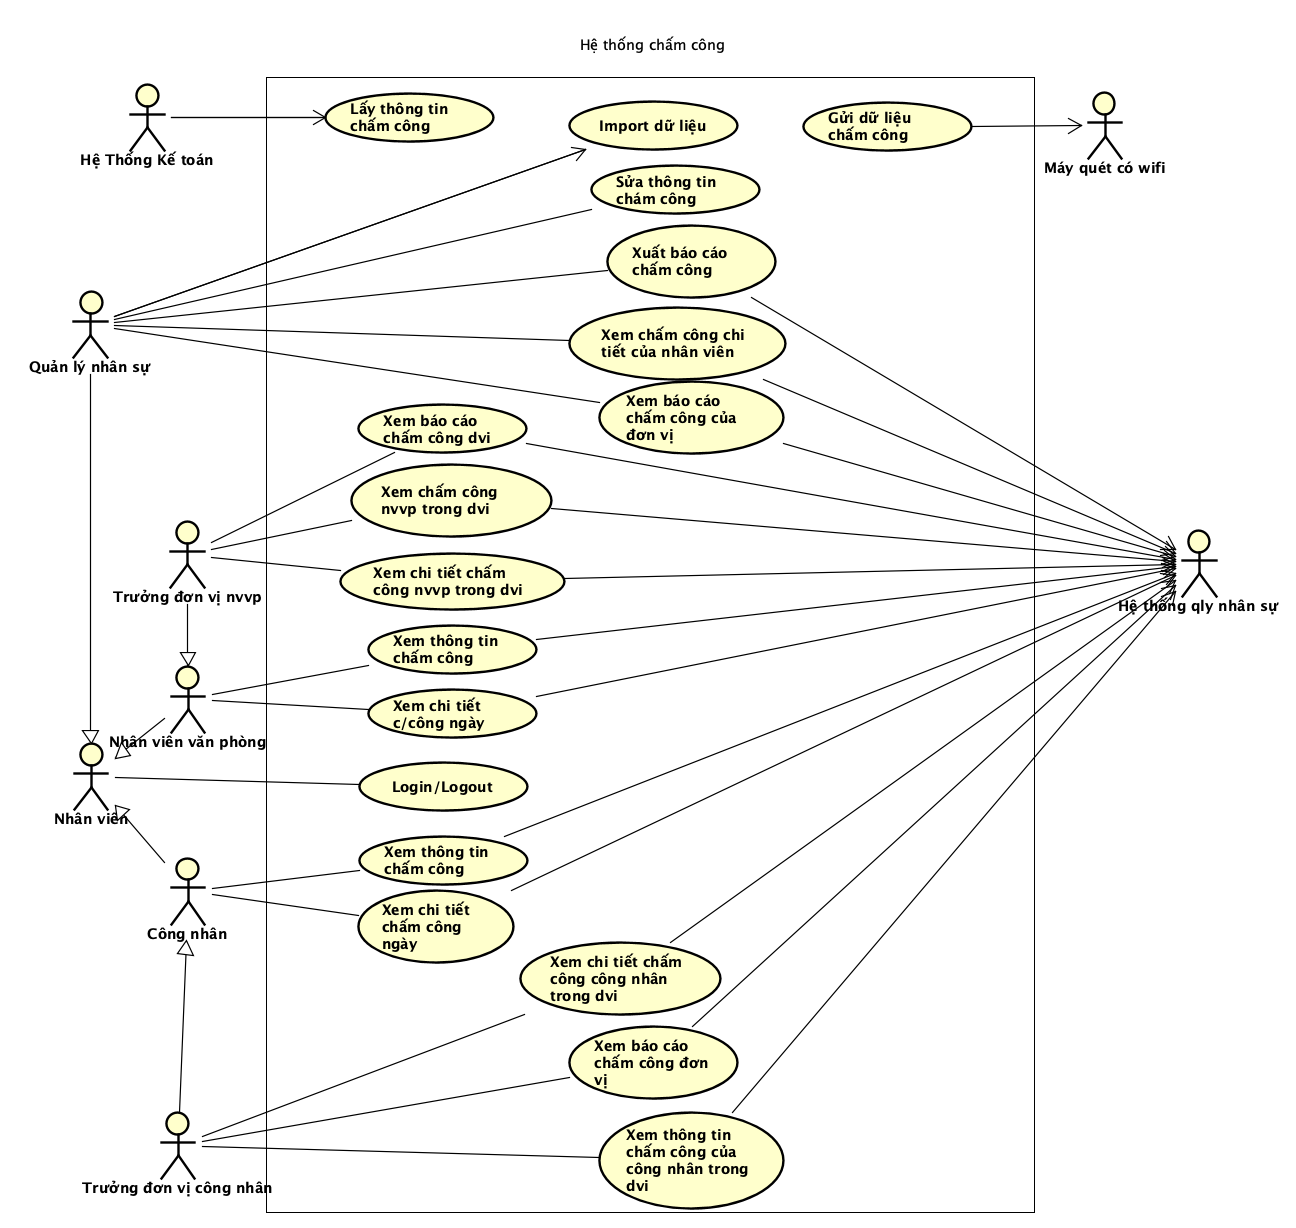 Hệ thống chấm công
Lấy thông tin
chấm công
Import dữ liệu
Gửi dữ liệu
chấm công
Hệ Thống Kế toán
Máy quét có wifi
Sửa thông tin
chám công
Xuất báo cáo
chấm công
Quản lý nhân sự
Xem chấm công chi
tiết của nhân viên
Xem báo cáo
chấm công của
đơn vị
Xem báo cáo
chấm công dvi
Xem chấm công
nvvp trong dvi
Trưởng đơn vị nvvp
Xem chi tiết chấm
công nvvp trong dvi
Hệ thống qly nhân sự
Xem thông tin
chấm công
Xem chi tiết
c/công ngày
Nhân viên văn phòng
Login/Logout
Nhân viên
Xem thông tin
chấm công
Xem chi tiết
chấm công
ngày
Công nhân
Xem chi tiết chấm
công công nhân
trong dvi
Xem báo cáo
chấm công đơn
vị
Xem thông tin
chấm công của
công nhân trong
dvi
Trưởng đơn vị công nhân